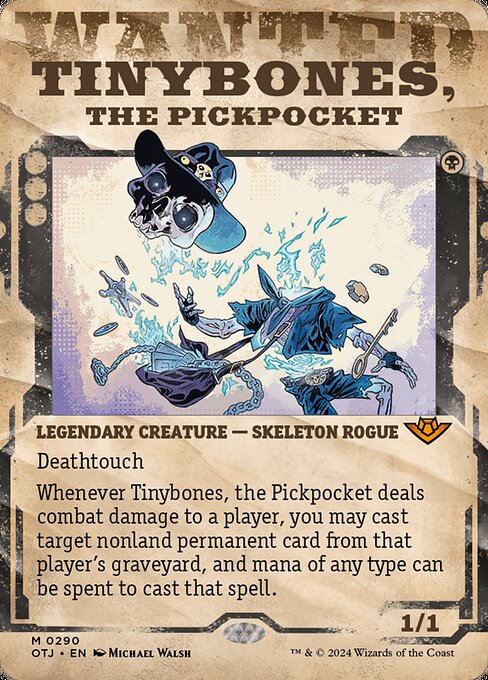 WANTED
TINYBONES,
THE PICKPOCKET
LEGENDARY CREATURE — SKELETON ROGUE
Deathtouch
Whenever Tinybones, the Pickpocket deals
combat damage to a player, you may cast
target nonland permanent card from that
player's graveyard, and mana of any type can
be spent to cast that spell.
1/1
M 0290
OTJ • EN Michael Walsh
™ & © 2024 Wizards of the Coast